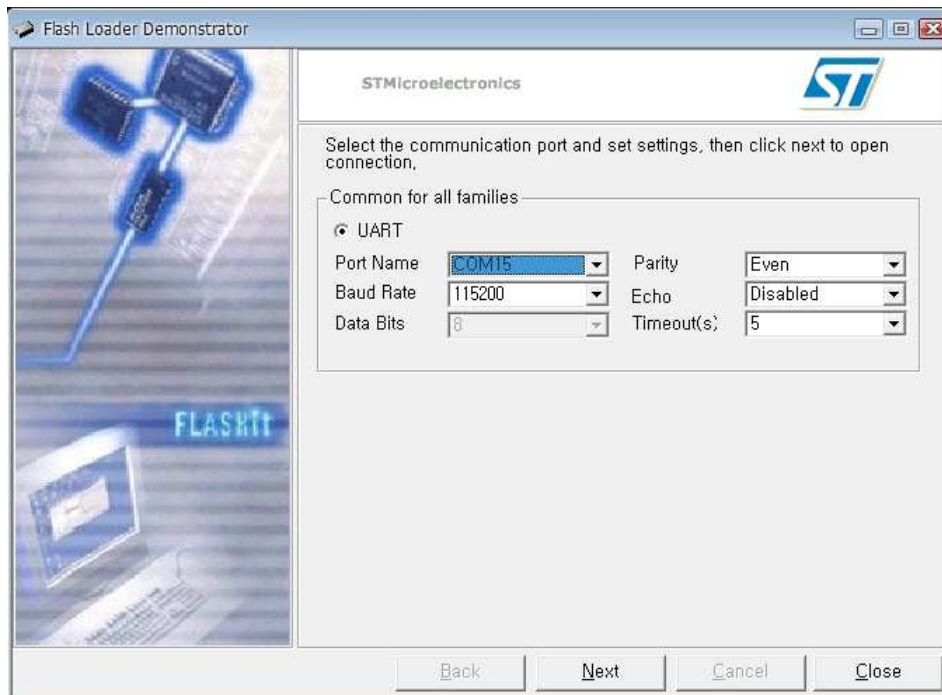 Flash Loader Demonstrator
STMicroelectronics
ST
Select the communication port and set settings, then click next to open
connection,
Common for all families
UART
Port Name COM15 Parity Even
Baud Rate 115200 Echo Disabled
Data Bits 8 Timeout(s) 5
FLASHit
Back Next Cancel Close